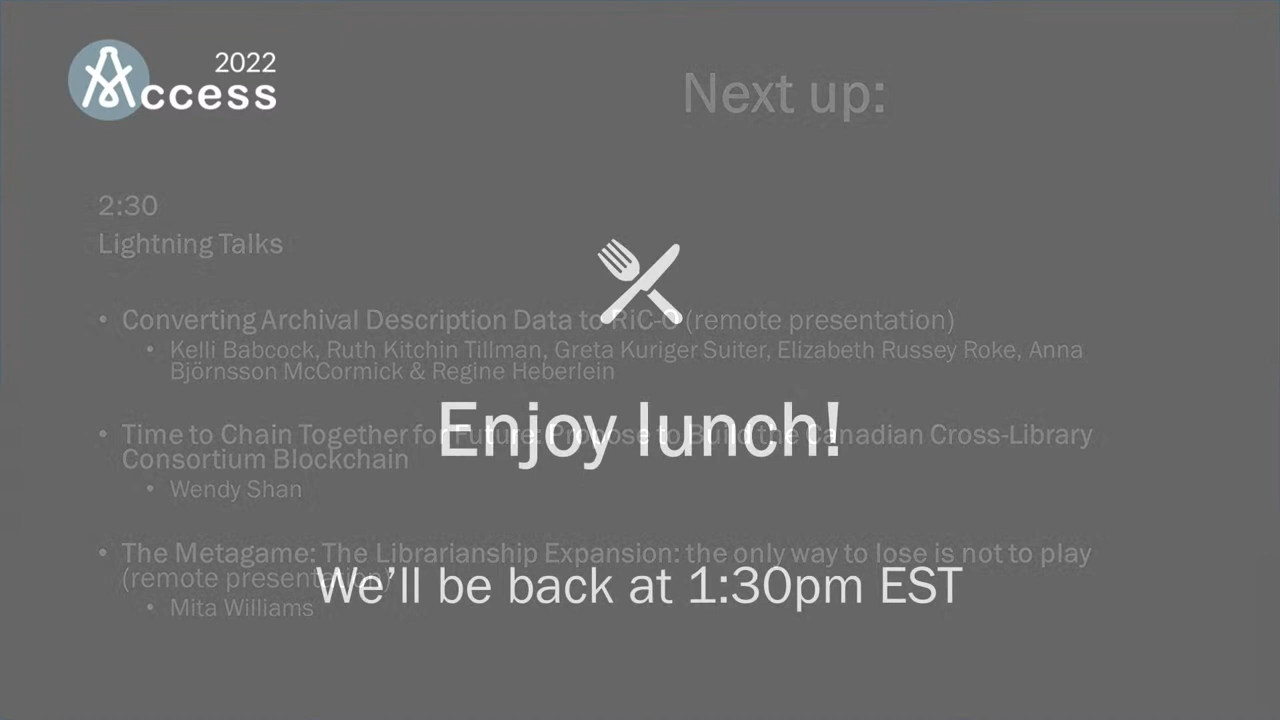 2022
Access
Next up:
2:30
Lightning Talks
• Converting Archival Description Data to RiC-O (remote presentation)
• Kelli Babcock, Ruth Kitchin Tillman, Greta Kuriger Suiter, Elizabeth Russey Roke, Anna
Björnsson McCormick & Regine Heberlein
Enjoy lunch!
• Time to Chain Together for Future: Propose to Build the Canadian Cross-Library
Consortium Blockchain
• Wendy Shan
• The Metagame: The Librarianship Expansion: the only way to lose is not to play
(remote presentation)
We'll be back at 1:30pm EST
• Mita Williams